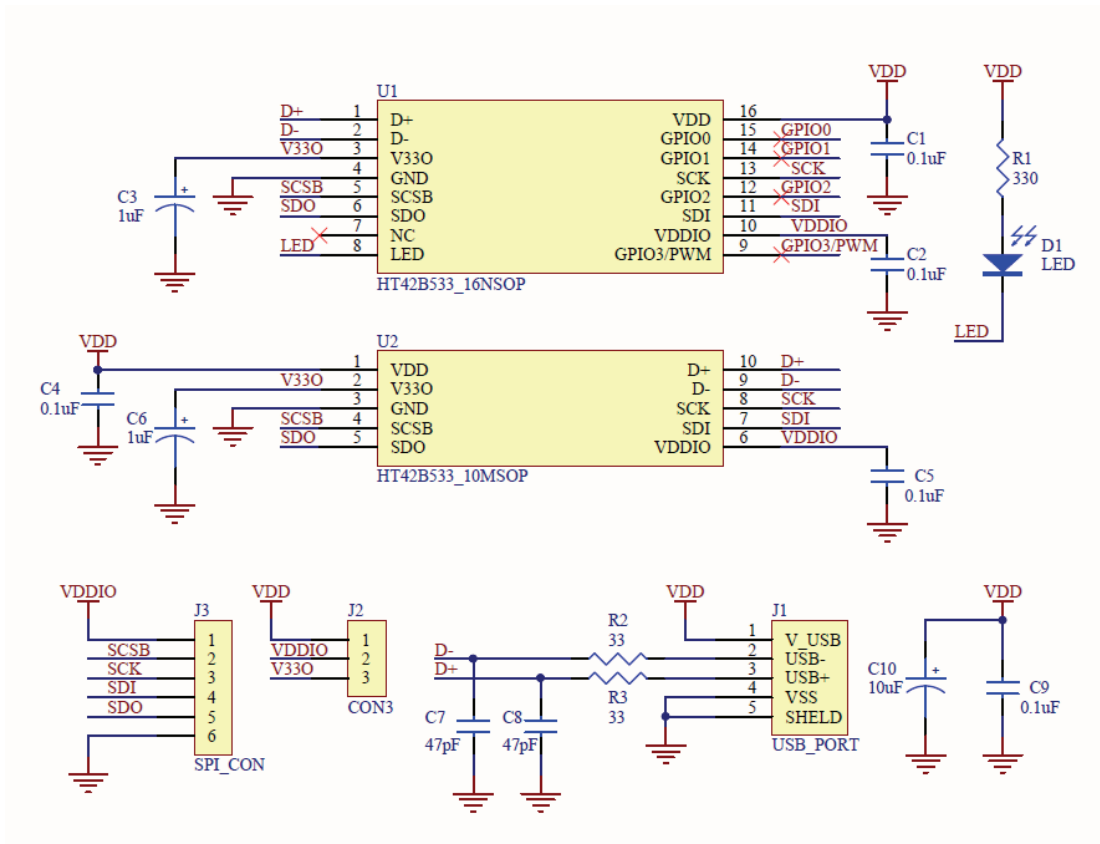 U1
D+ 1 D+
D- 2 D-
V33O 3 V33O
4 GND
SCSB 5 SCSB
SDO 6 SDO
7 NC
LED 8 LED
VDD 16
GPIO0 15 GPIO0
GPIO1 14 GPIO1
SCK 13 SCK
GPIO2 12 GPIO2
SDI 11 SDI
VDDIO 10 VDDIO
GPIO3/PWM 9 GPIO3/PWM
HT42B533_16NSOP
C3
1uF
VDD
C1
0.1uF
C2
0.1uF
VDD
R1
330
D1
LED
LED
U2
VDD
1 VDD
V33O 2 V33O
3 GND
SCSB 4 SCSB
SDO 5 SDO
D+ 10 D+
D- 9 D-
SCK 8 SCK
SDI 7 SDI
VDDIO 6 VDDIO
HT42B533_10MSOP
C4
0.1uF
C6
1uF
C5
0.1uF
VDDIO
J3
1
SCSB 2
SCK 3
SDI 4
SDO 5
6
SPI_CON
VDD
J2
1
VDDIO 2
V33O 3
CON3
D-
D+
R2
33
R3
33
C7
47pF
C8
47pF
VDD
J1
1 V_USB
2 USB-
3 USB+
4 VSS
5 SHELD
USB_PORT
VDD
C10
10uF
C9
0.1uF